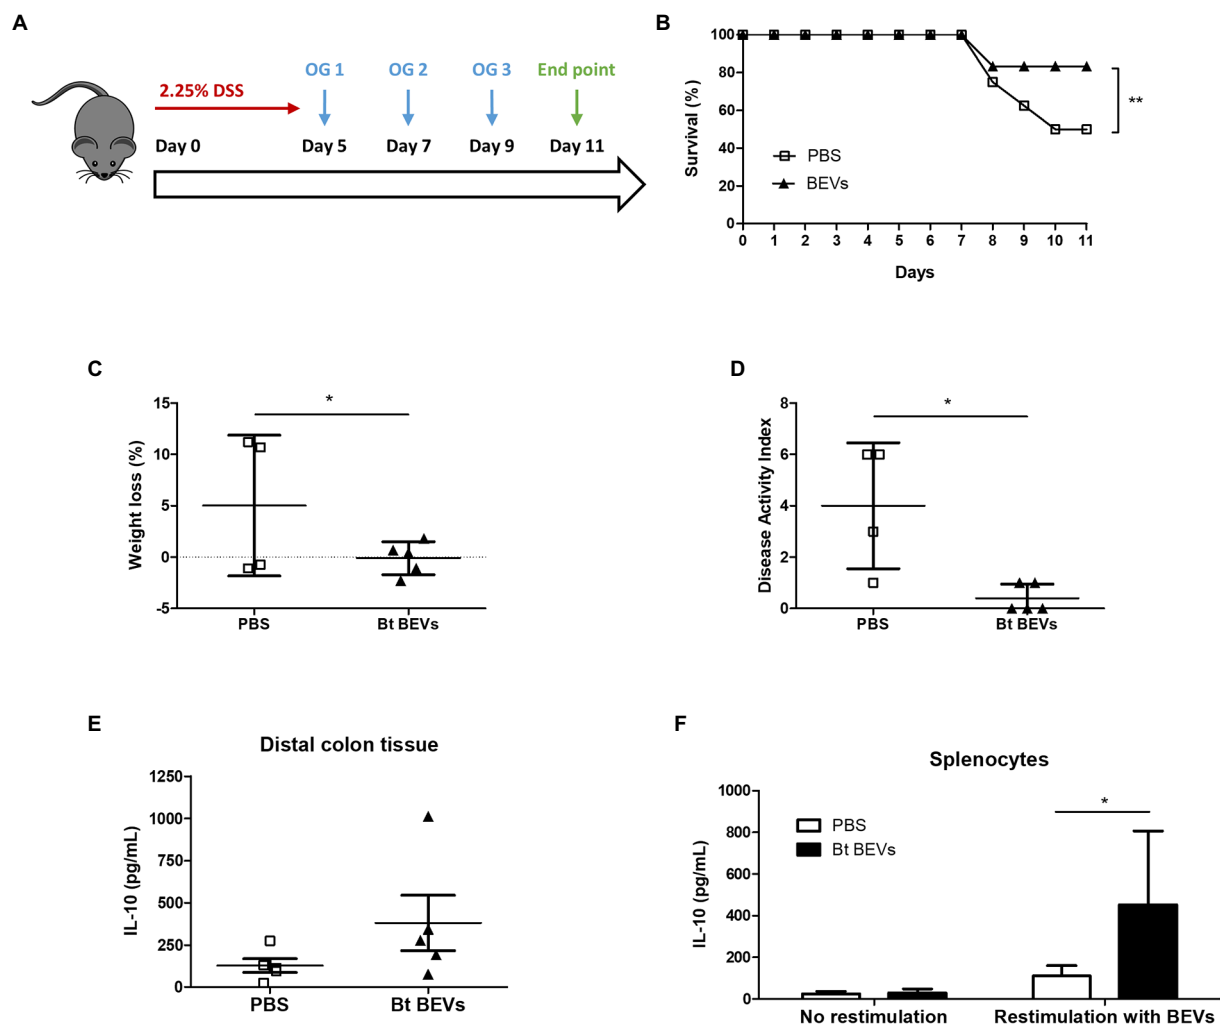 A
2.25% DSS
OG 1 OG 2 OG 3 End point
Day 0 Day 5 Day 7 Day 9 Day 11
B
Survival (%)
100
80
60
40
20
0
PBS
BEVs
**
0 1 2 3 4 5 6 7 8 9 10 11
Days
C
Weight loss (%)
15
10
5
0
-5
*
PBS Bt BEVs
D
Disease Activity Index
8
6
4
2
0
*
PBS Bt BEVs
E
Distal colon tissue
IL-10 (pg/mL)
1250
1000
750
500
250
0
PBS Bt BEVs
F
Splenocytes
IL-10 (pg/mL)
1000
800
600
400
200
0
PBS
Bt BEVs
*
No restimulation Restimulation with BEVs